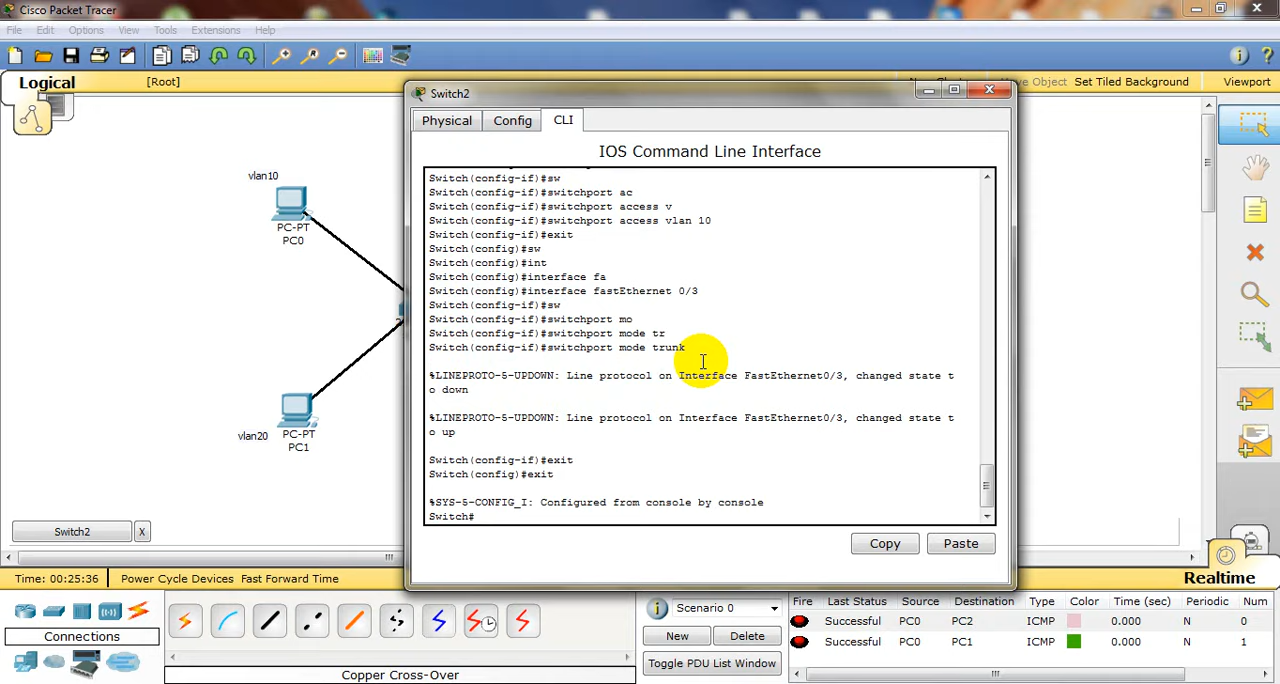 Cisco Packet Tracer
File Edit Options View Tools Extensions Help
Logical
[Root]
Move Object
Set Tiled Background
Viewport
Switch2
Physical
Config
CLI
IOS Command Line Interface
Switch(config-if)#sw
Switch(config-if)#switchport ac
Switch(config-if)#switchport access v
Switch(config-if)#switchport access vlan 10
Switch(config-if)#exit
Switch(config)#sw
Switch(config)#int
Switch(config)#interface fa
Switch(config)#interface fastEthernet 0/3
Switch(config-if)#sw
Switch(config-if)#switchport mo
Switch(config-if)#switchport mode tr
Switch(config-if)#switchport mode trunk
%LINEPROTO-5-UPDOWN: Line protocol on Interface FastEthernet0/3, changed state t
o down
%LINEPROTO-5-UPDOWN: Line protocol on Interface FastEthernet0/3, changed state t
o up
Switch(config-if)#exit
Switch(config)#exit
%SYS-5-CONFIG_I: Configured from console by console
Switch#
Copy
Paste
vlan10
PC-PT
PC0
vlan20
PC-PT
PC1
Switch2
X
Time: 00:25:36
Power Cycle Devices Fast Forward Time
Realtime
Connections
Copper Cross-Over
Scenario 0
New
Delete
Toggle PDU List Window
Fire Last Status Source Destination Type Color Time (sec) Periodic Num
Successful PC0 PC2 ICMP 0.000 N 0
Successful PC0 PC1 ICMP 0.000 N 1